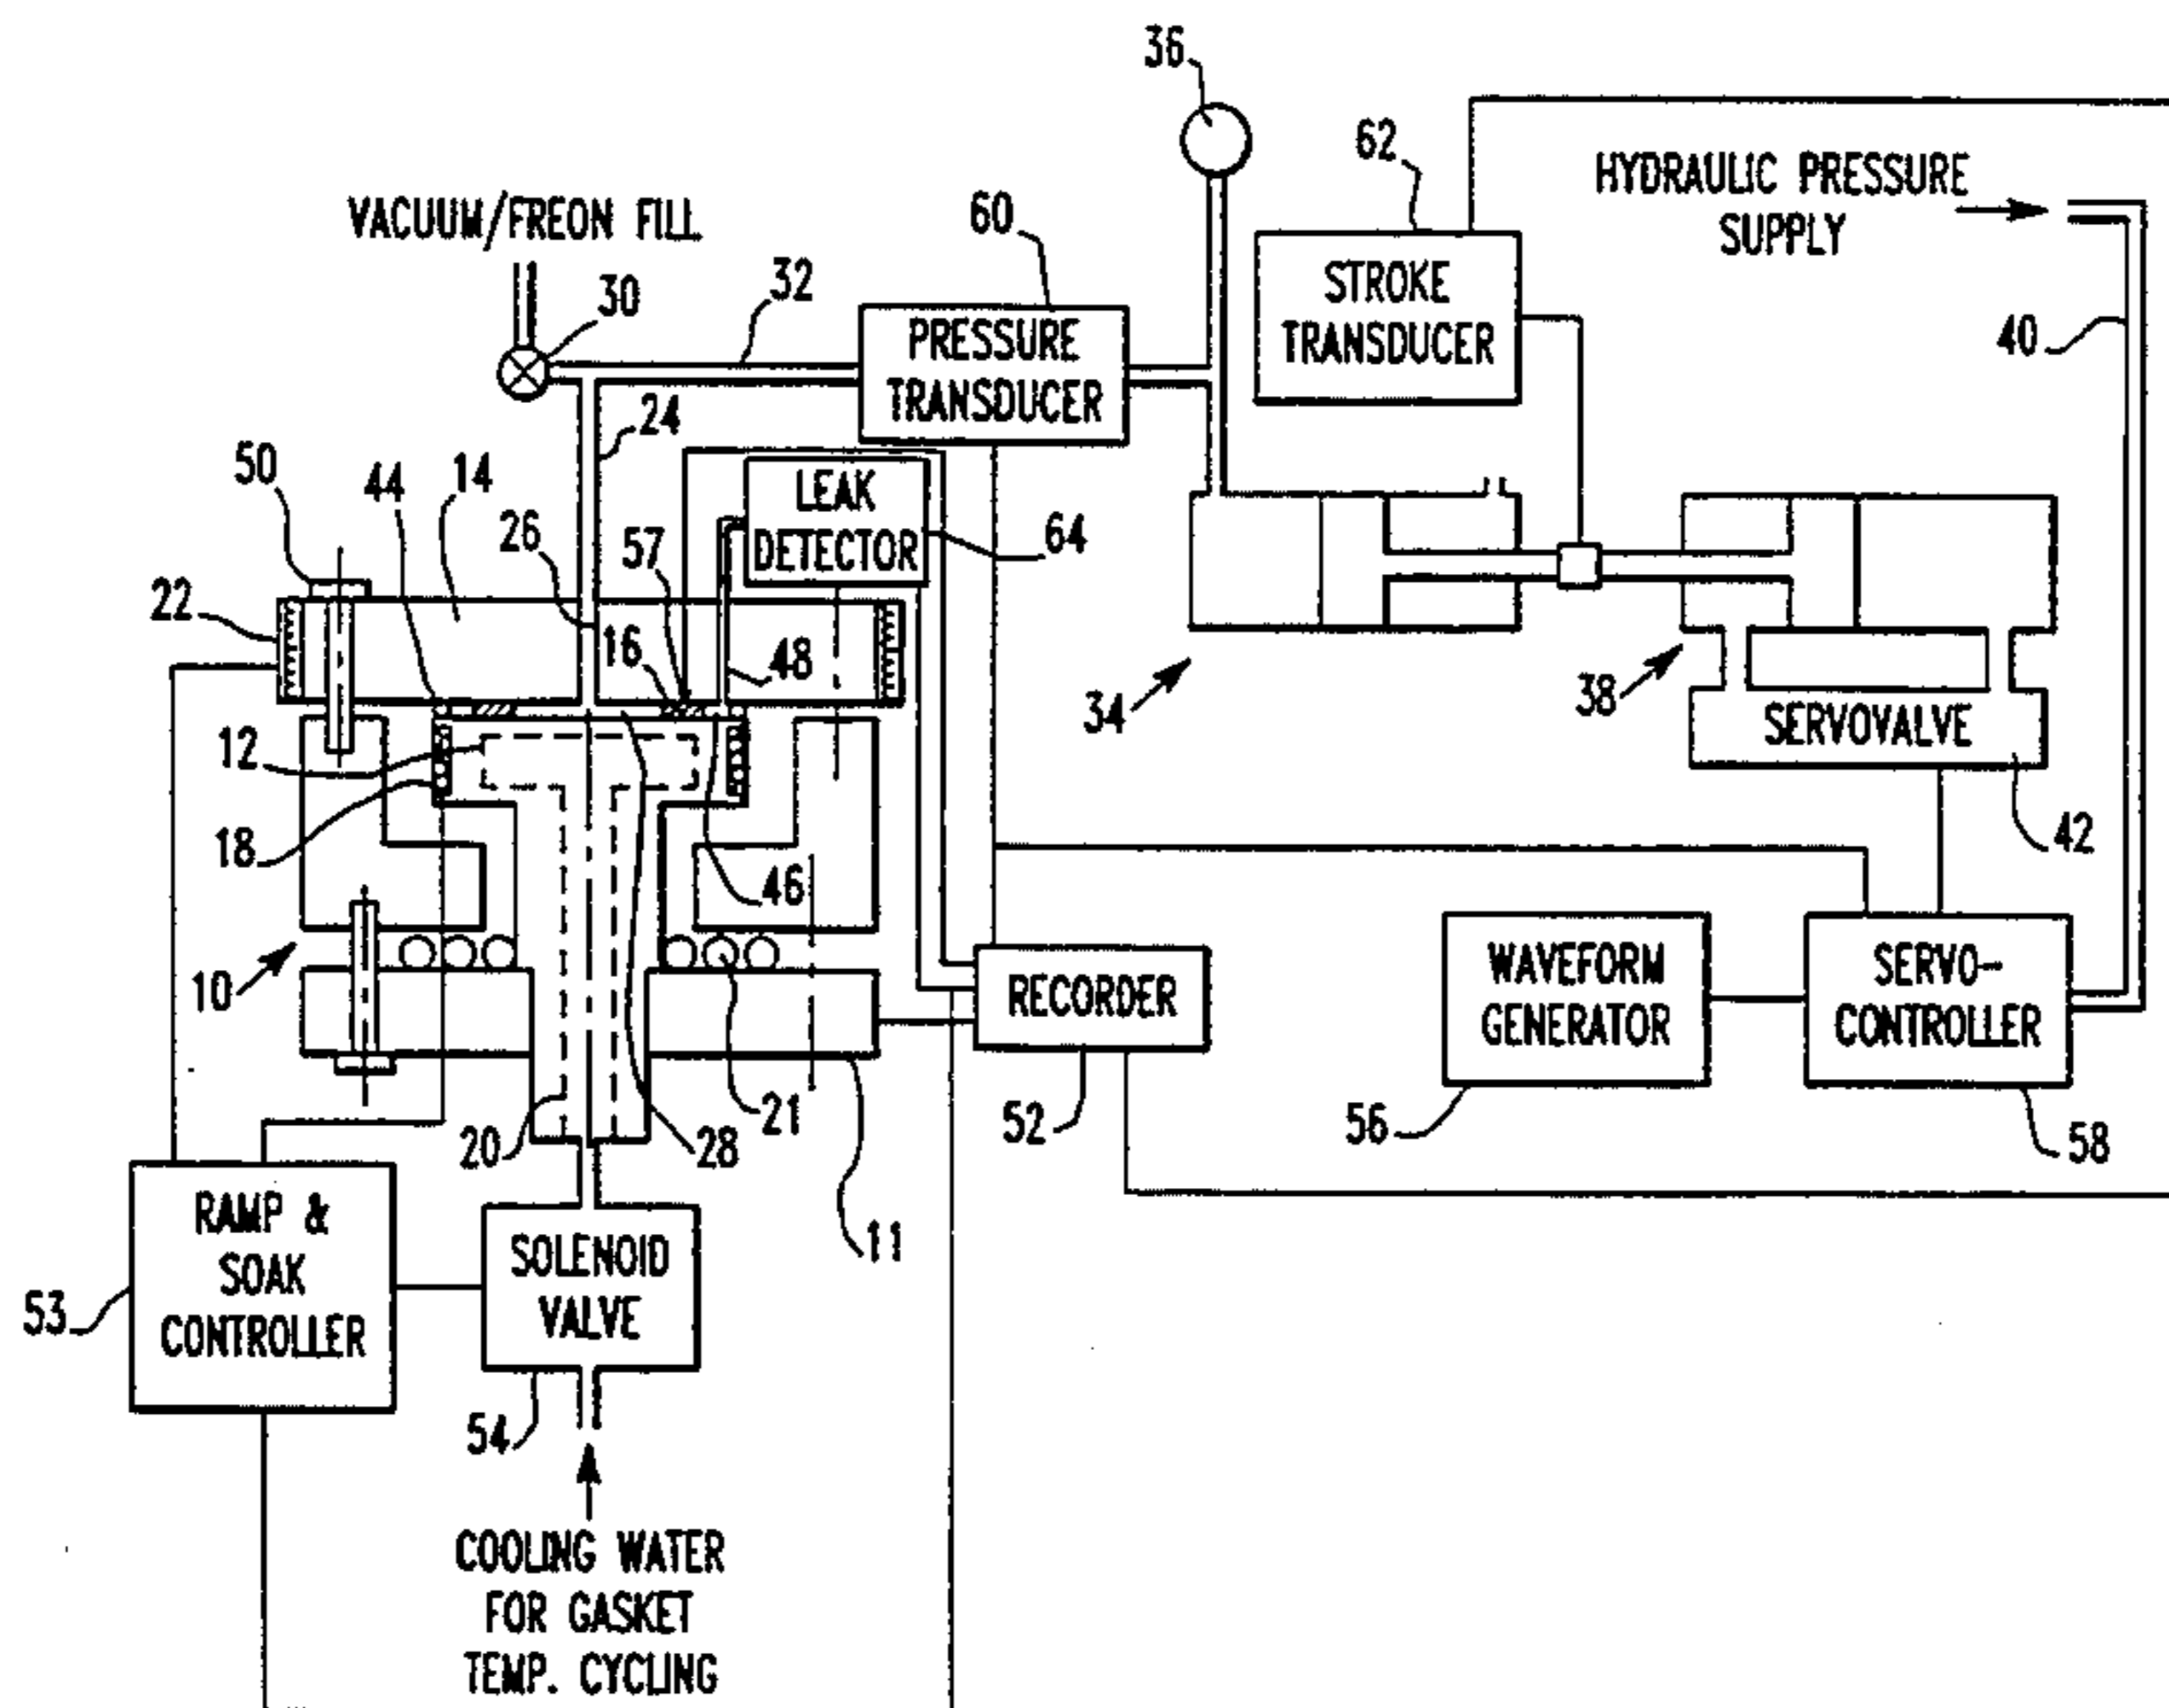 36
62
HYDRAULIC PRESSURE
SUPPLY
VACUUM/FREON FILL
60
30
32
STROKE
TRANSDUCER
40
PRESSURE
TRANSDUCER
24
50
44
14
26
57
LEAK
DETECTOR
64
22
16
48
34
38
SERVOVALVE
12
18
46
42
10
RECORDER
WAVEFORM
GENERATOR
SERVO-
CONTROLLER
20
21
28
52
56
58
RAMP &
SOAK
CONTROLLER
53
SOLENOID
VALVE
11
54
COOLING WATER
FOR GASKET
TEMP. CYCLING